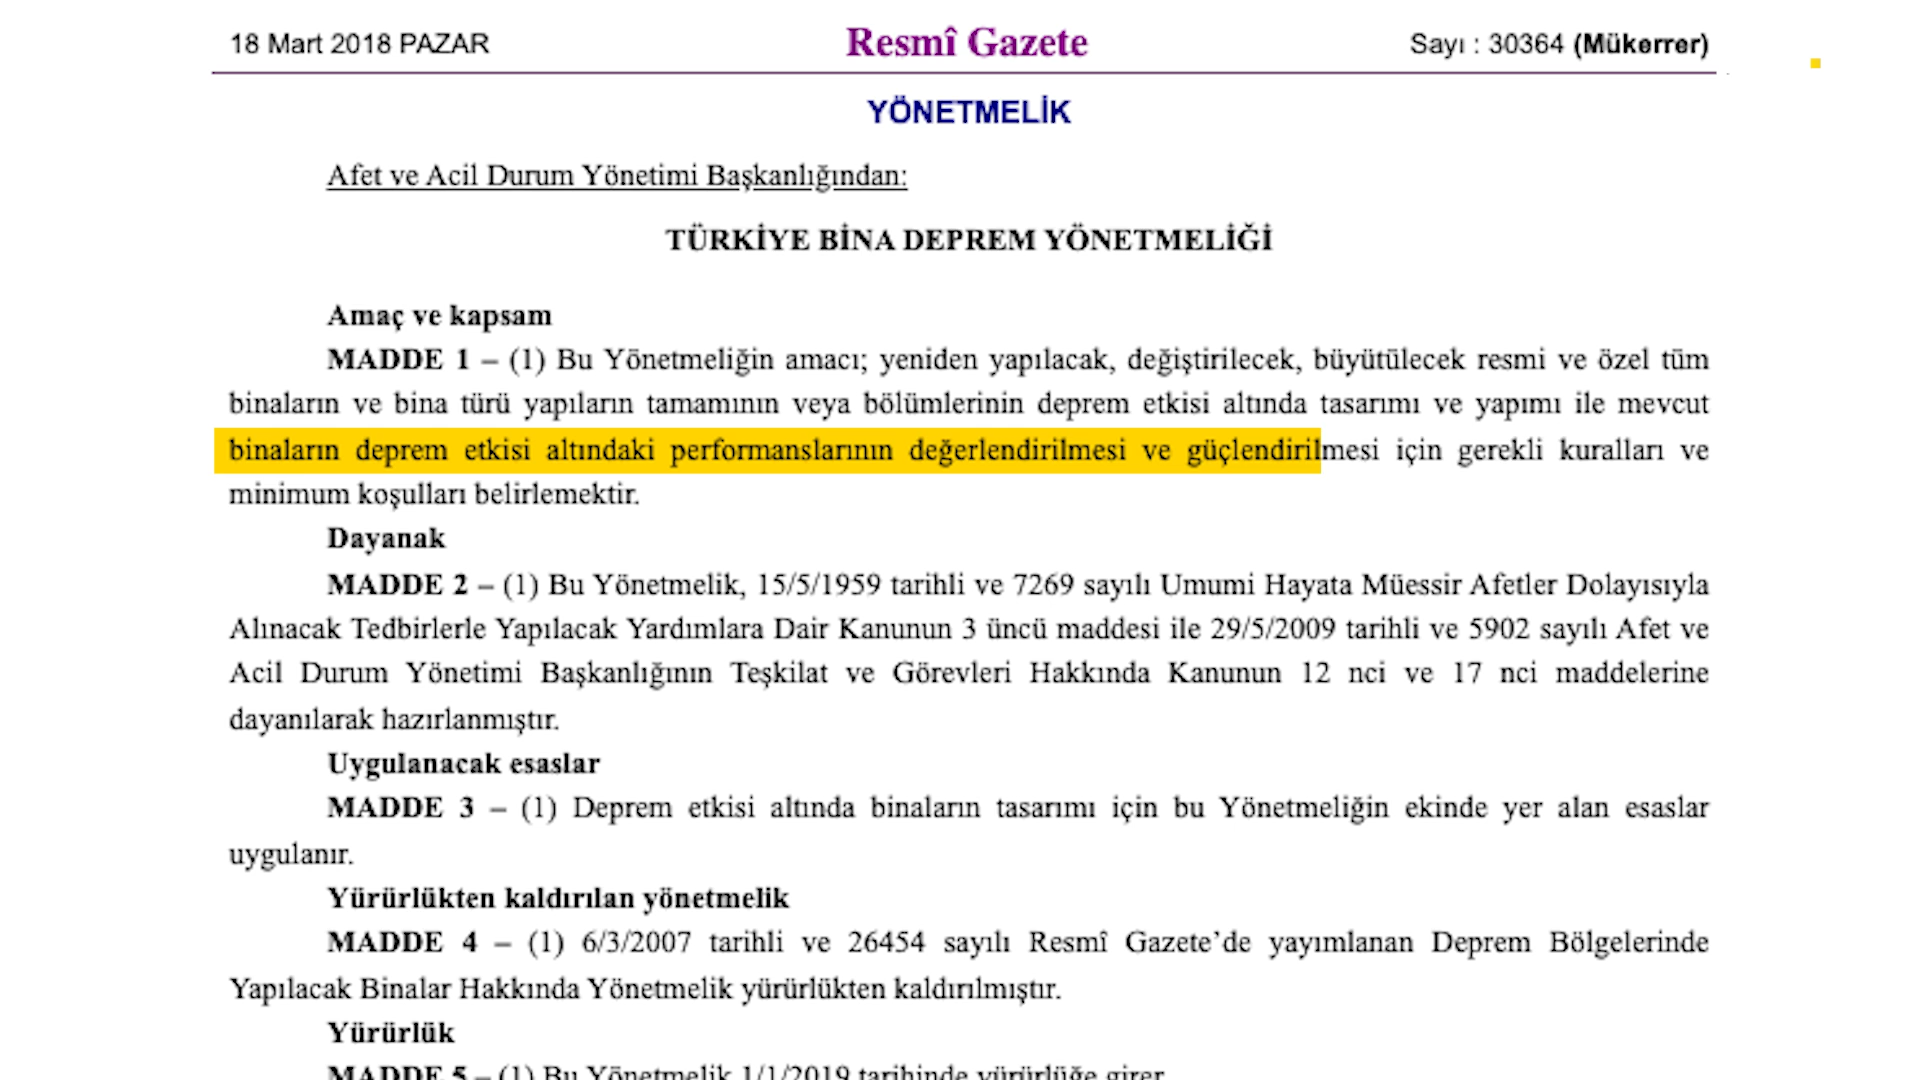 18 Mart 2018 PAZAR Resmî Gazete Sayı : 30364 (Mükerrer)
YÖNETMELİK
Afet ve Acil Durum Yönetimi Başkanlığından:
TÜRKİYE BİNA DEPREM YÖNETMELİĞİ
Amaç ve kapsam
MADDE 1 – (1) Bu Yönetmeliğin amacı; yeniden yapılacak, değiştirilecek, büyütülecek resmi ve özel tüm
binaların ve bina türü yapıların tamamının veya bölümlerinin deprem etkisi altında tasarımı ve yapımı ile mevcut
binaların deprem etkisi altındaki performanslarının değerlendirilmesi ve güçlendirilmesi için gerekli kuralları ve
minimum koşulları belirlemektir.
Dayanak
MADDE 2 – (1) Bu Yönetmelik, 15/5/1959 tarihli ve 7269 sayılı Umumi Hayata Müessir Afetler Dolayısıyla
Alınacak Tedbirlerle Yapılacak Yardımlara Dair Kanunun 3 üncü maddesi ile 29/5/2009 tarihli ve 5902 sayılı Afet ve
Acil Durum Yönetimi Başkanlığının Teşkilat ve Görevleri Hakkında Kanunun 12 nci ve 17 nci maddelerine
dayanılarak hazırlanmıştır.
Uygulanacak esaslar
MADDE 3 – (1) Deprem etkisi altında binaların tasarımı için bu Yönetmeliğin ekinde yer alan esaslar
uygulanır.
Yürürlükten kaldırılan yönetmelik
MADDE 4 – (1) 6/3/2007 tarihli ve 26454 sayılı Resmî Gazete’de yayımlanan Deprem Bölgelerinde
Yapılacak Binalar Hakkında Yönetmelik yürürlükten kaldırılmıştır.
Yürürlük
MADDE 5 – (1) Bu Yönetmelik 1/1/2019 tarihinde yürürlüğe girer.